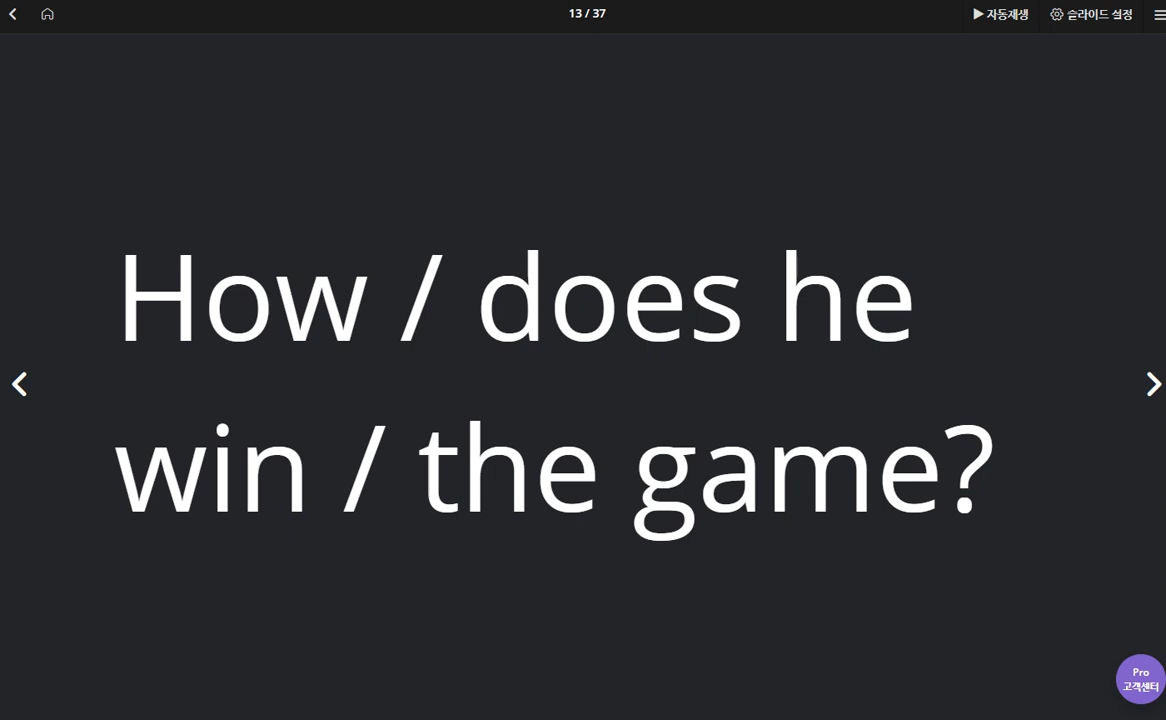 13 / 37
자동재생
슬라이드 설정
How / does he
win / the game?
Pro
고객센터